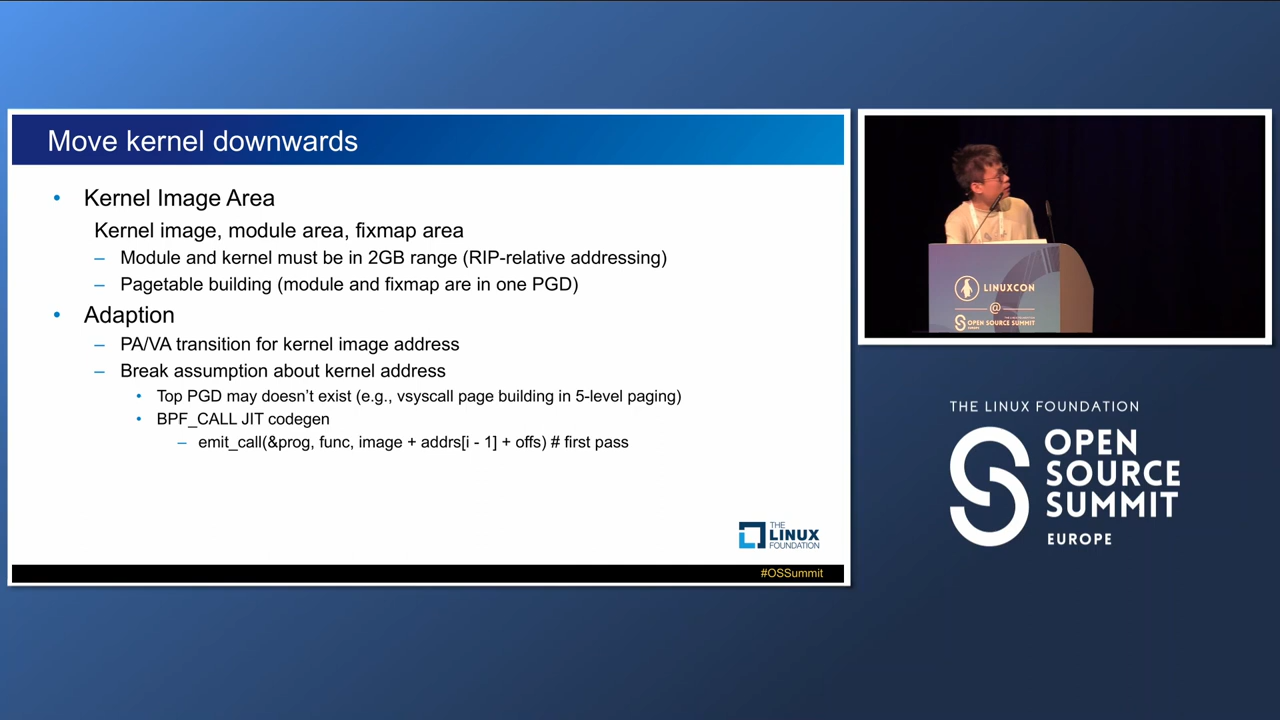 Move kernel downwards
• Kernel Image Area
Kernel image, module area, fixmap area
– Module and kernel must be in 2GB range (RIP-relative addressing)
– Pagetable building (module and fixmap are in one PGD)
• Adaption
– PA/VA transition for kernel image address
– Break assumption about kernel address
• Top PGD may doesn't exist (e.g., vsyscall page building in 5-level paging)
• BPF_CALL JIT codegen
– emit_call(&prog, func, image + addrs[i - 1] + offs) # first pass
THE
LINUX
FOUNDATION
#OSSummit
LINUXCON
@
THE LINUX FOUNDATION
OPEN SOURCE SUMMIT
EUROPE
THE LINUX FOUNDATION
OPEN
SOURCE
SUMMIT
EUROPE